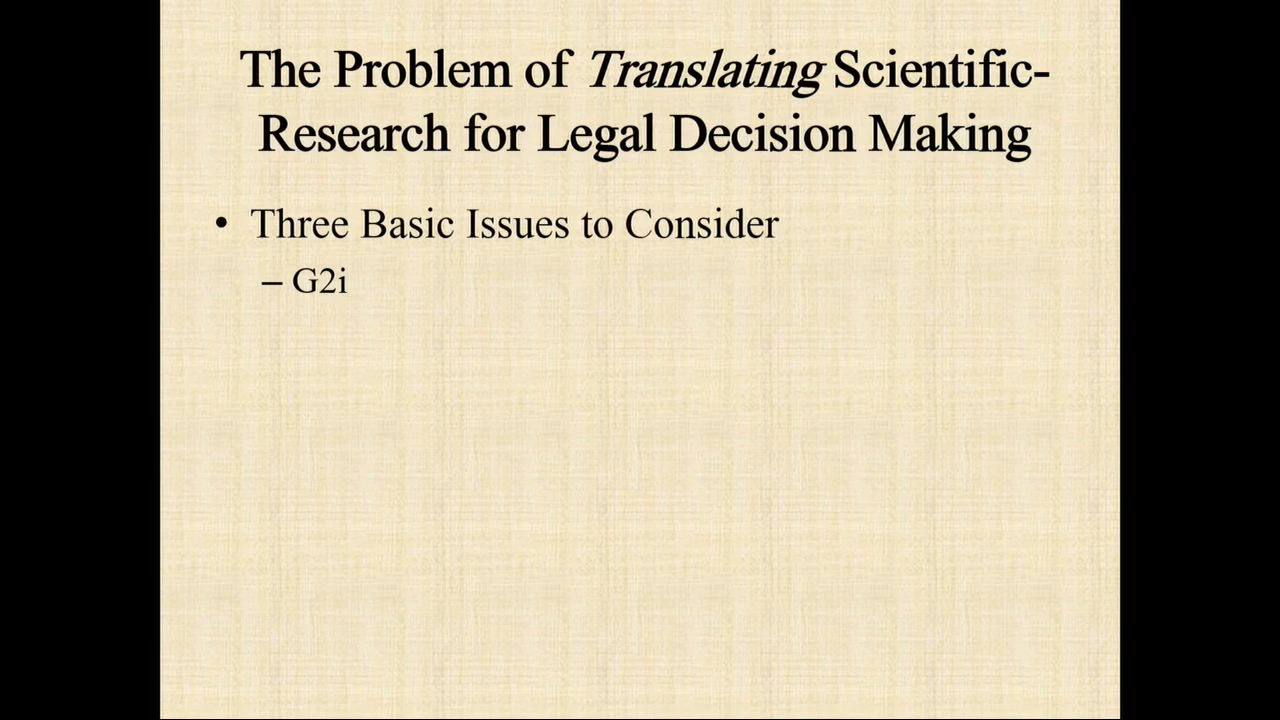 The Problem of Translating Scientific-
Research for Legal Decision Making
• Three Basic Issues to Consider
– G2i